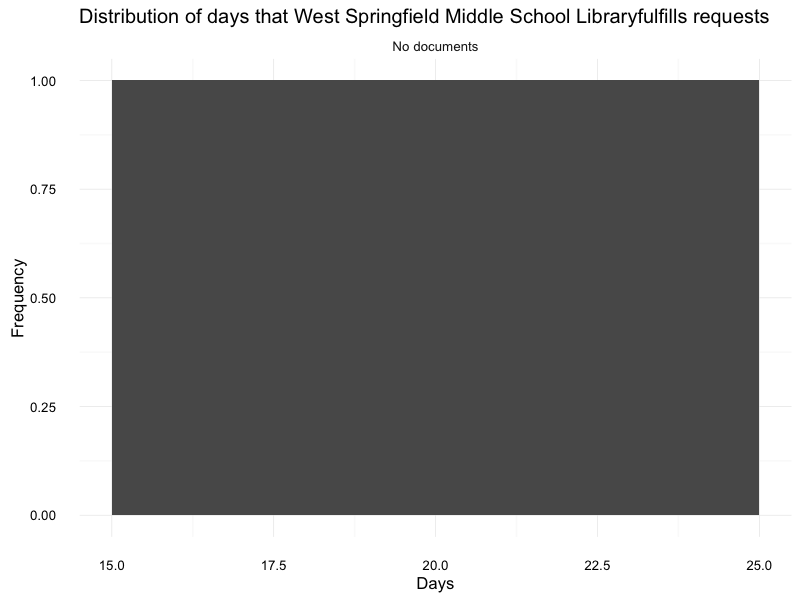 Distribution of days that West Springfield Middle School Libraryfulfills requests
No documents
1.00
0.75
0.50
0.25
0.00
Frequency
15.0 17.5 20.0 22.5 25.0
Days